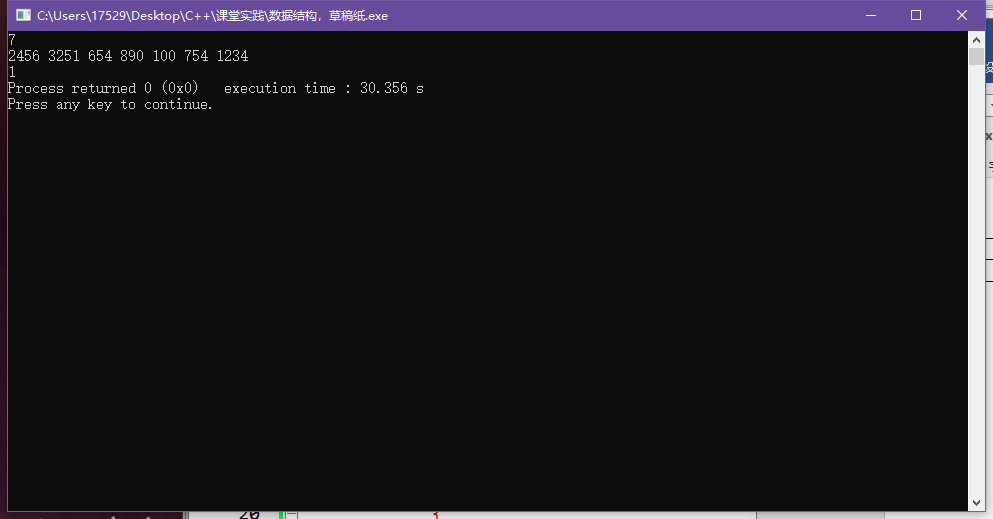 C:\Users\17529\Desktop\C++\课堂实践\数据结构，草稿纸.exe
7
2456 3251 654 890 100 754 1234
1
Process returned 0 (0x0)   execution time : 30.356 s
Press any key to continue.
20